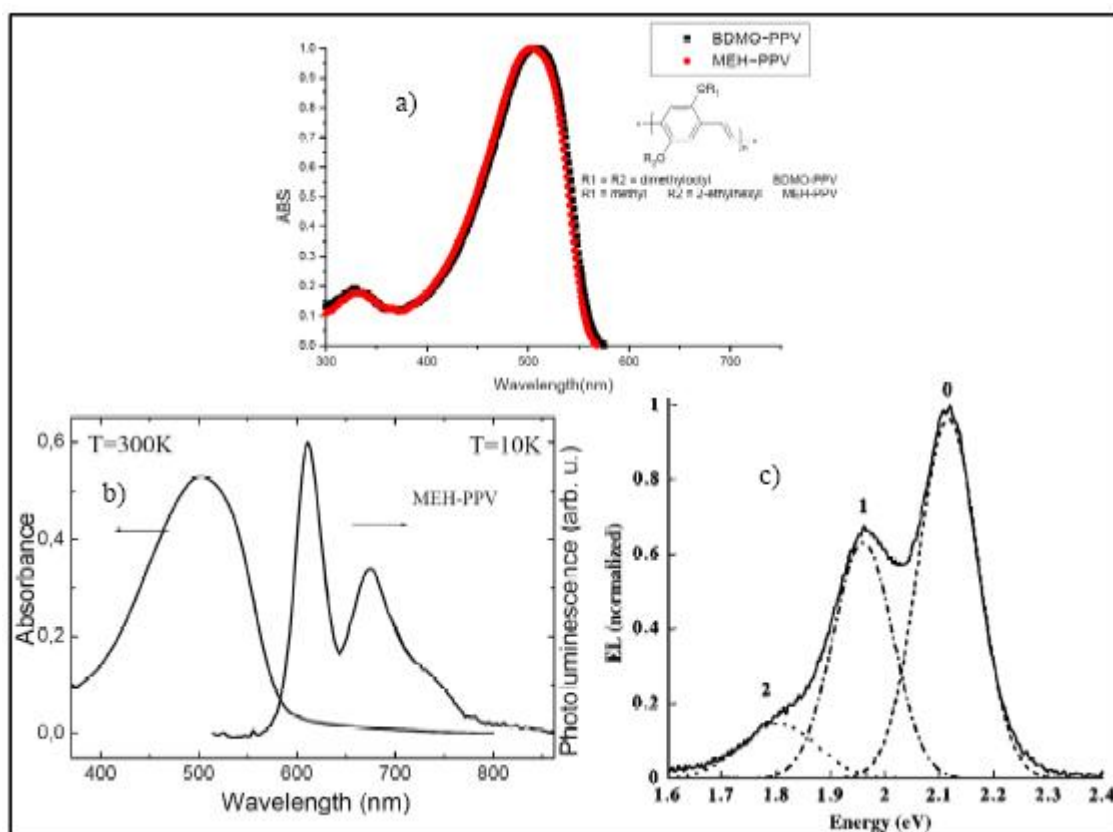 BDMO-PPV
MEH-PPV
a)
OR₁
R₂O
n
R1 = R2 = dimethyloctyl BDMO-PPV
R1 = methyl R2 = 2-ethylhexyl MEH-PPV
1.0
0.9
0.8
0.7
0.6
0.5
0.4
0.3
0.2
0.1
0.0
ABS
300
400
500
600
700
Wavelength(nm)
T=300K
T=10K
b)
MEH-PPV
0,6
0,4
0,2
0,0
Absorbance
Photoluminescence (arb. u.)
400
500
600
700
800
Wavelength (nm)
0
1
2
c)
1
0.8
0.6
0.4
0.2
0
EL (normalized)
1.6
1.7
1.8
1.9
2
2.1
2.2
2.3
2.4
Energy (eV)